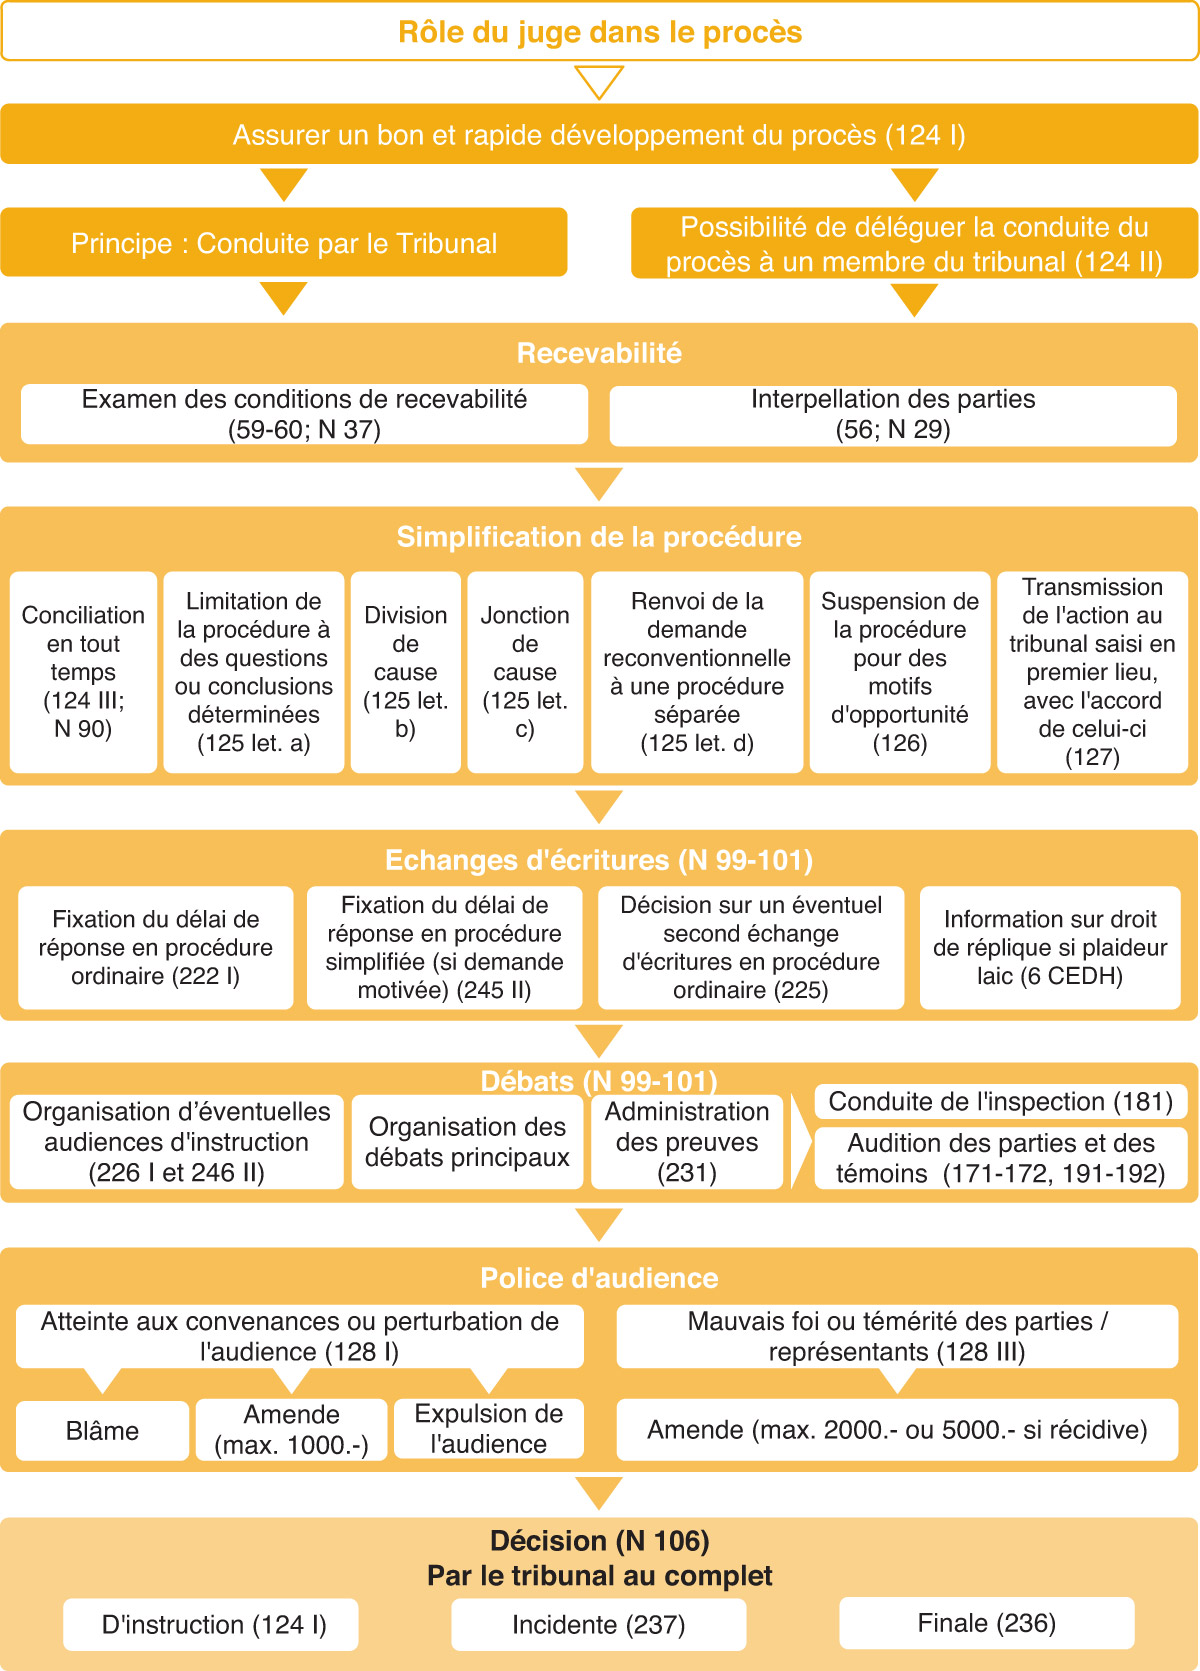 Rôle du juge dans le procès
Assurer un bon et rapide développement du procès (124 I)
Principe : Conduite par le Tribunal
Possibilité de déléguer la conduite du
procès à un membre du tribunal (124 II)
Recevabilité
Examen des conditions de recevabilité
(59-60; N 37)
Interpellation des parties
(56; N 29)
Simplification de la procédure
Conciliation
en tout
temps
(124 III;
N 90)
Limitation de
la procédure à
des questions
ou conclusions
déterminées
(125 let. a)
Division
de
cause
(125 let.
b)
Jonction
de
cause
(125 let.
c)
Renvoi de la
demande
reconventionnelle
à une procédure
séparée
(125 let. d)
Suspension de
la procédure
pour des
motifs
d'opportunité
(126)
Transmission
de l'action au
tribunal saisi en
premier lieu,
avec l'accord
de celui-ci
(127)
Echanges d'écritures (N 99-101)
Fixation du délai de
réponse en procédure
ordinaire (222 I)
Fixation du délai de
réponse en procédure
simplifiée (si demande
motivée) (245 II)
Décision sur un éventuel
second échange
d'écritures en procédure
ordinaire (225)
Information sur droit
de réplique si plaideur
laic (6 CEDH)
Débats (N 99-101)
Organisation d’éventuelles
audiences d'instruction
(226 I et 246 II)
Organisation des
débats principaux
Administration
des preuves
(231)
Conduite de l'inspection (181)
Audition des parties et des
témoins (171-172, 191-192)
Police d'audience
Atteinte aux convenances ou perturbation de
l'audience (128 I)
Blâme
Amende
(max. 1000.-)
Expulsion de
l'audience
Mauvais foi ou témérité des parties /
représentants (128 III)
Amende (max. 2000.- ou 5000.- si récidive)
Décision (N 106)
Par le tribunal au complet
D'instruction (124 I)
Incidente (237)
Finale (236)